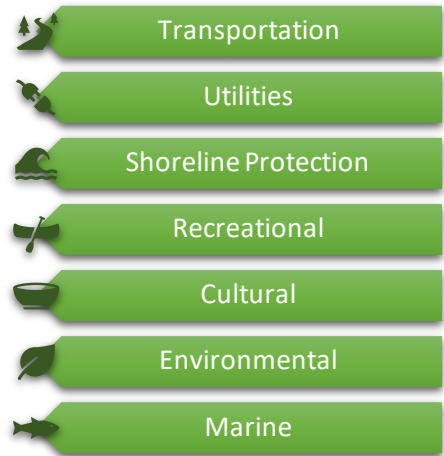 Transportation
Utilities
Shoreline Protection
Recreational
Cultural
Environmental
Marine